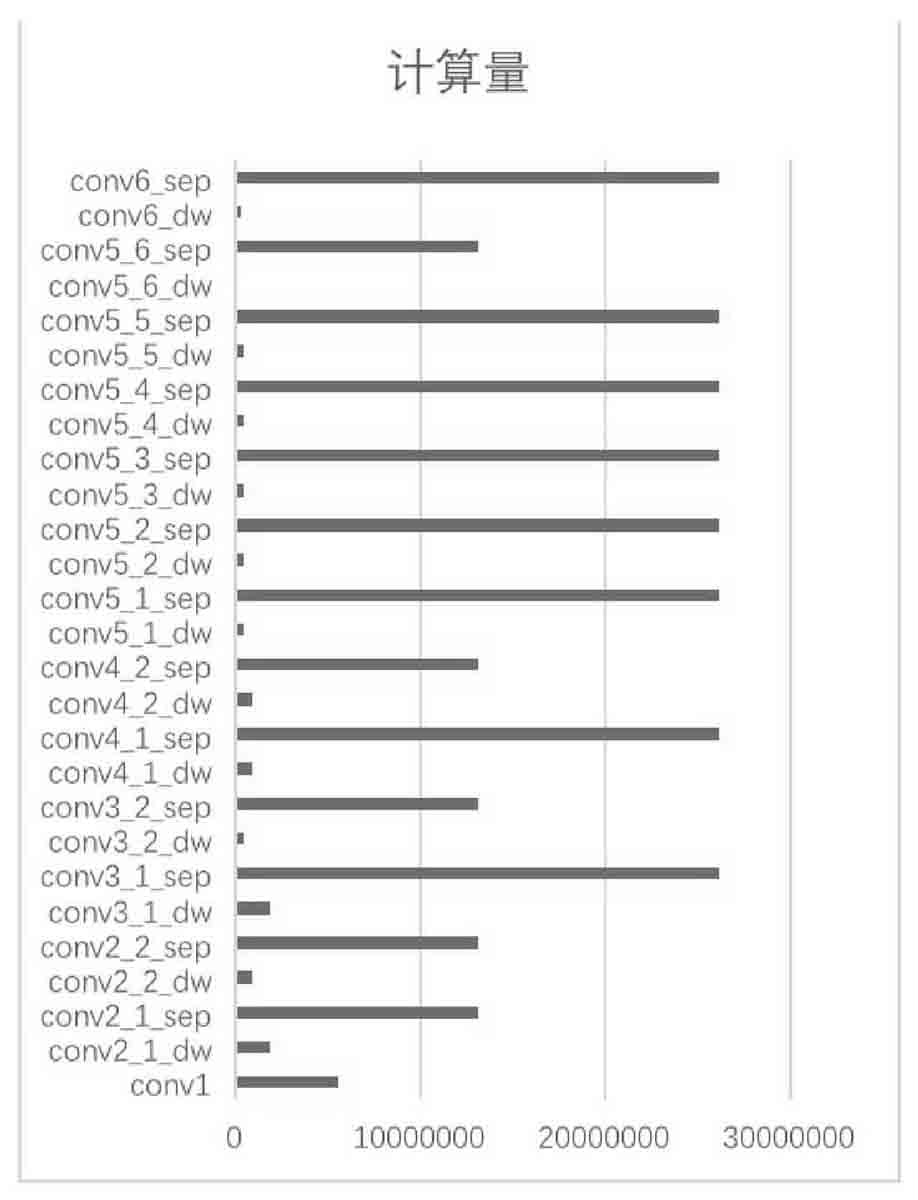 计算量
conv6_sep
conv6_dw
conv5_6_sep
conv5_6_dw
conv5_5_sep
conv5_5_dw
conv5_4_sep
conv5_4_dw
conv5_3_sep
conv5_3_dw
conv5_2_sep
conv5_2_dw
conv5_1_sep
conv5_1_dw
conv4_2_sep
conv4_2_dw
conv4_1_sep
conv4_1_dw
conv3_2_sep
conv3_2_dw
conv3_1_sep
conv3_1_dw
conv2_2_sep
conv2_2_dw
conv2_1_sep
conv2_1_dw
conv1
0 10000000 20000000 30000000